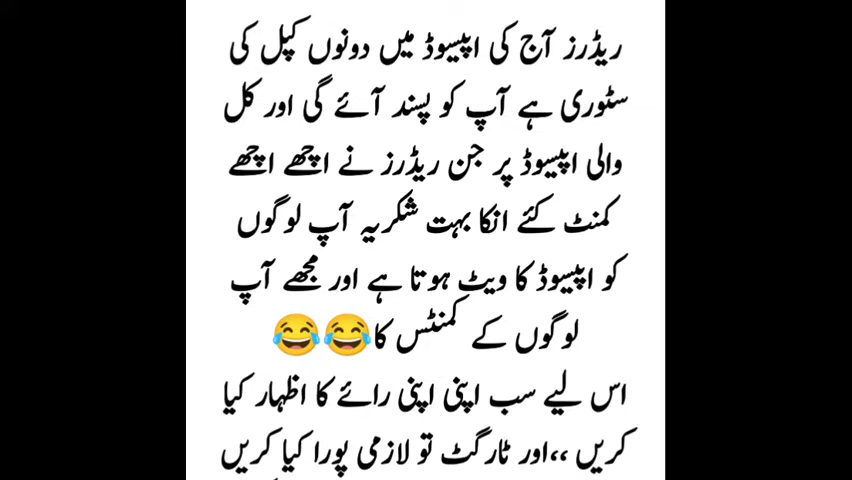 ریڈرز آج کی اپیسوڈ میں دونوں کپل کی
سٹوری ہے آپ کو پسند آئے گی اور کل
والی اپیسوڈ پر جن ریڈرز نے اچھے اچھے
کمنٹ کئے انکا بہت شکریہ آپ لوگوں
کو اپیسوڈ کا ویٹ ہوتا ہے اور مجھے آپ
لوگوں کے کمنٹس کا😂😂
اس لیے سب اپنی اپنی رائے کا اظہار کیا
کریں ،،اور ٹارگٹ تو لازمی پورا کیا کریں